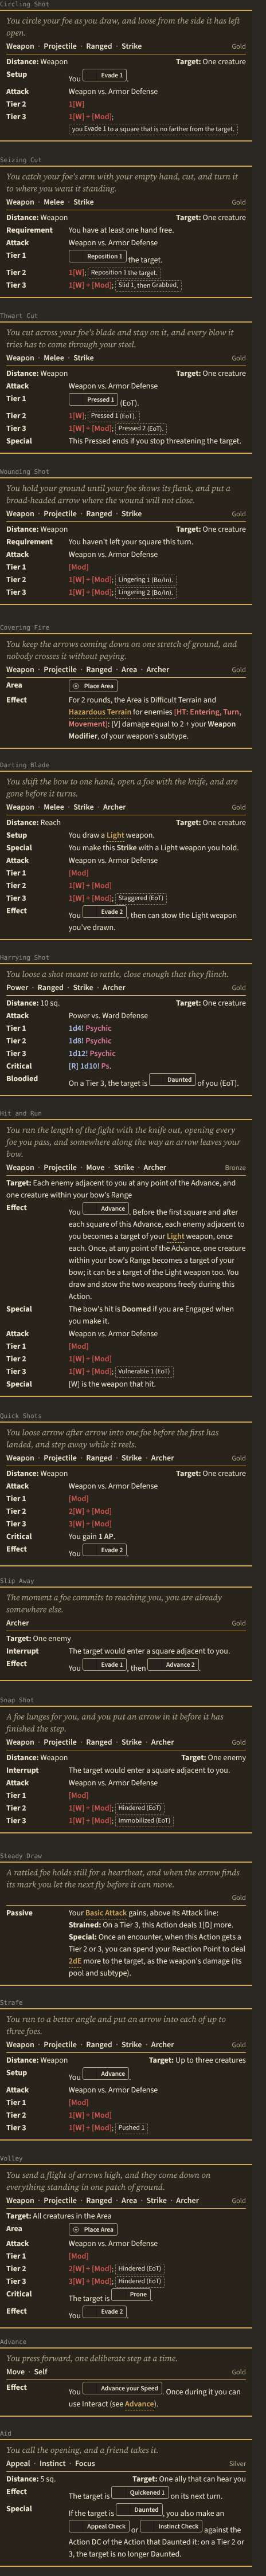 Circling Shot
You circle your foe as you draw, and loose from the side it has left
open.
Weapon · Projectile · Ranged · Strike Gold
Distance: Weapon Target: One creature
Setup You Evade 1.
Attack Weapon vs. Armor Defense
Tier 2 1[W]
Tier 3 1[W] + [Mod];
you Evade 1 to a square that is no farther from the target.
Seizing Cut
You catch your foe's arm with your empty hand, cut, and turn it
to where you want it standing.
Weapon · Melee · Strike Gold
Distance: Weapon Target: One creature
Requirement You have at least one hand free.
Attack Weapon vs. Armor Defense
Tier 1 Reposition 1 the target.
Tier 2 1[W]; Reposition 1 the target.
Tier 3 1[W] + [Mod]; Slid 1, then Grabbed.
Thwart Cut
You cut across your foe's blade and stay on it, and every blow it
tries has to come through your steel.
Weapon · Melee · Strike Gold
Distance: Weapon Target: One creature
Attack Weapon vs. Armor Defense
Tier 1 Pressed 1 (EoT).
Tier 2 1[W]; Pressed 1 (EoT).
Tier 3 1[W] + [Mod]; Pressed 2 (EoT).
Special This Pressed ends if you stop threatening the target.
Wounding Shot
You hold your ground until your foe shows its flank, and put a
broad-headed arrow where the wound will not close.
Weapon · Projectile · Ranged · Strike Gold
Distance: Weapon Target: One creature
Requirement You haven't left your square this turn.
Attack Weapon vs. Armor Defense
Tier 1 [Mod]
Tier 2 1[W] + [Mod]; Lingering 1 (Bo/in).
Tier 3 1[W] + [Mod]; Lingering 2 (Bo/in).
Covering Fire
You keep the arrows coming down on one stretch of ground, and
nobody crosses it without paying.
Weapon · Projectile · Ranged · Area · Archer Gold
Area Place Area
Effect For 2 rounds, the Area is Difficult Terrain and
Hazardous Terrain for enemies [HT: Entering, Turn,
Movement]: [V] damage equal to 2 + your Weapon
Modifier, of your weapon's subtype.
Darting Blade
You shift the bow to one hand, open a foe with the knife, and are
gone before it turns.
Weapon · Melee · Strike · Archer Gold
Distance: Reach Target: One creature
Setup You draw a Light weapon.
Special You make this Strike with a Light weapon you hold.
Attack Weapon vs. Armor Defense
Tier 1 [Mod]
Tier 2 1[W] + [Mod]
Tier 3 1[W] + [Mod]; Staggered (EoT)
Effect You Evade 2, then can stow the Light weapon
you've drawn.
Harrying Shot
You loose a shot meant to rattle, close enough that they flinch.
Power · Ranged · Strike · Archer Gold
Distance: 10 sq. Target: One creature
Attack Power vs. Ward Defense
Tier 1 1d4! Psychic
Tier 2 1d8! Psychic
Tier 3 1d12! Psychic
Critical [R] 1d10! Ps.
Bloodied On a Tier 3, the target is Daunted of you (EoT).
Hit and Run
You run the length of the fight with the knife out, opening every
foe you pass, and somewhere along the way an arrow leaves your
bow.
Weapon · Projectile · Move · Strike · Archer Bronze
Target: Each enemy adjacent to you at any point of the Advance, and
one creature within your bow's Range
Effect You Advance. Before the first square and after
each square of this Advance, each enemy adjacent to
you becomes a target of your Light weapon, once
each. Once, at any point of the Advance, one creature
within your bow's Range becomes a target of your
bow; it can be a target of the Light weapon too. You
draw and stow the two weapons freely during this
Action.
Special The bow's hit is Doomed if you are Engaged when
you make it.
Attack Weapon vs. Armor Defense
Tier 1 [Mod]
Tier 2 1[W] + [Mod]
Tier 3 1[W] + [Mod]; Vulnerable 1 (EoT)
Special [W] is the weapon that hit.
Quick Shots
You loose arrow after arrow into one foe before the first has
landed, and step away while it reels.
Weapon · Projectile · Ranged · Strike · Archer Gold
Distance: Weapon Target: One creature
Attack Weapon vs. Armor Defense
Tier 1 [Mod]
Tier 2 2[W] + [Mod]
Tier 3 3[W] + [Mod]
Critical You gain 1 AP.
Effect You Evade 2.
Slip Away
The moment a foe commits to reaching you, you are already
somewhere else.
Archer Gold
Target: One enemy
Interrupt The target would enter a square adjacent to you.
Effect You Evade 1, then Advance 2.
Snap Shot
A foe lunges for you, and you put an arrow in it before it has
finished the step.
Weapon · Projectile · Ranged · Strike · Archer Gold
Distance: Weapon Target: One enemy
Interrupt The target would enter a square adjacent to you.
Attack Weapon vs. Armor Defense
Tier 1 [Mod]
Tier 2 1[W] + [Mod]; Hindered (EoT)
Tier 3 1[W] + [Mod]; Immobilized (EoT)
Steady Draw
A rattled foe holds still for a heartbeat, and when the arrow finds
its mark you let the next fly before it can move.
Gold
Passive Your Basic Attack gains, above its Attack line:
Strained: On a Tier 3, this Action deals 1[D] more.
Special: Once an encounter, when this Action gets a
Tier 2 or 3, you can spend your Reaction Point to deal
2dE more to the target, as the weapon's damage (its
pool and subtype).
Strafe
You run to a better angle and put an arrow into each of up to
three foes.
Weapon · Projectile · Ranged · Strike · Archer Gold
Distance: Weapon Target: Up to three creatures
Setup You Advance.
Attack Weapon vs. Armor Defense
Tier 1 [Mod]
Tier 2 1[W] + [Mod]
Tier 3 1[W] + [Mod]; Pushed 1
Volley
You send a flight of arrows high, and they come down on
everything standing in one patch of ground.
Weapon · Projectile · Ranged · Area · Strike · Archer Gold
Target: All creatures in the Area
Area Place Area
Attack Weapon vs. Armor Defense
Tier 1 [Mod]
Tier 2 2[W] + [Mod]; Hindered (EoT)
Tier 3 3[W] + [Mod]; Hindered (EoT)
Critical The target is Prone.
Effect You Evade 2.
Advance
You press forward, one deliberate step at a time.
Move · Self Gold
Effect You Advance your Speed. Once during it you can
use Interact (see Advance).
Aid
You call the opening, and a friend takes it.
Appeal · Instinct · Focus Silver
Distance: 5 sq. Target: One ally that can hear you
Effect The target is Quickened 1 on its next turn.
Special If the target is Daunted, you also make an
Appeal Check or Instinct Check against the
Action DC of the Action that Daunted it: on a Tier 2 or
3, the target is no longer Daunted.